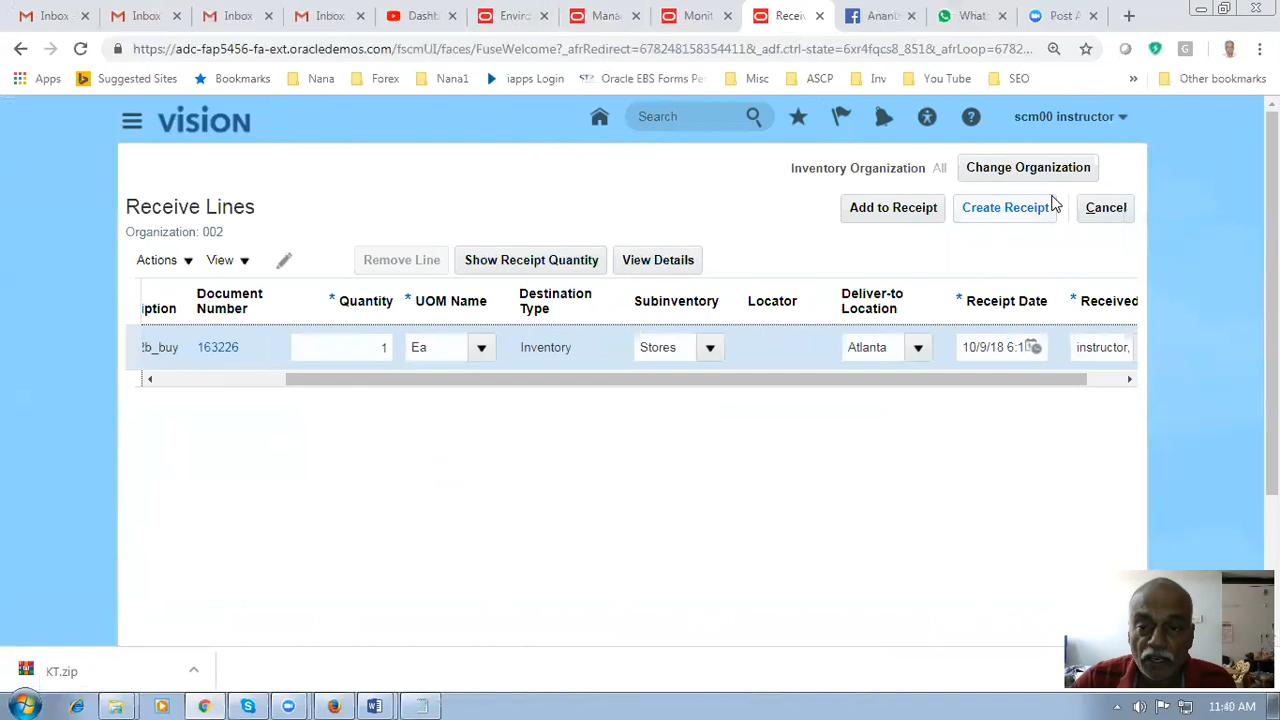 Inbox
Inbox
Inbox
Inbox
Dashb
Enviro
Mana
Monit
Receiv
Anant
What
Post A
https://adc-fap5456-fa-ext.oracledemos.com/fscmUI/faces/FuseWelcome?_afrRedirect=678248158354411&_adf.ctrl-state=6xr4fqcs8_851&_afrLoop=6782...
Apps Suggested Sites Bookmarks Nana Forex Nana1 iapps Login Oracle EBS Forms Per Misc ASCP Inv You Tube SEO » Other bookmarks
vision Search scm00 instructor
Inventory Organization All Change Organization
Receive Lines Add to Receipt Create Receipt Cancel
Organization: 002
Actions View Remove Line Show Receipt Quantity View Details
iption Document Number * Quantity * UOM Name Destination Type Subinventory Locator Deliver-to Location * Receipt Date * Received
2b_buy 163226 1 Ea Inventory Stores Atlanta 10/9/18 6:1 instructor,
KT.zip
11:40 AM